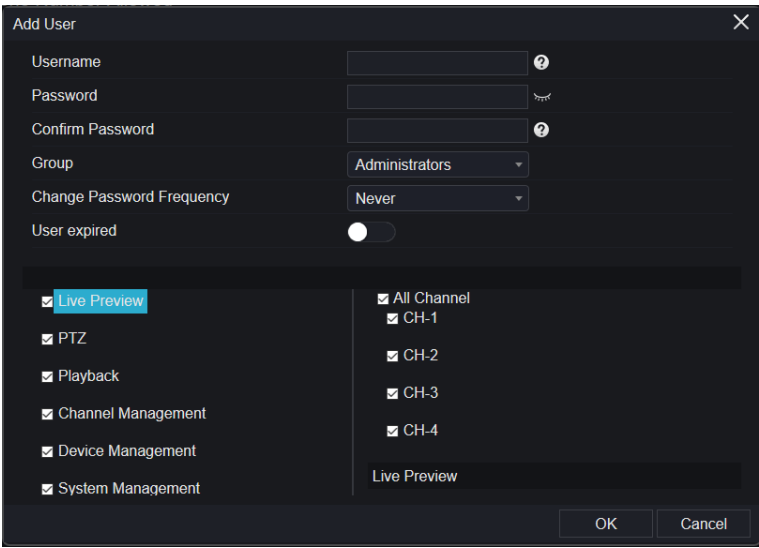 Add User
Username
Password
Confirm Password
Group Administrators
Change Password Frequency Never
User expired
Live Preview
PTZ
Playback
Channel Management
Device Management
System Management
All Channel
CH-1
CH-2
CH-3
CH-4
Live Preview
OK Cancel